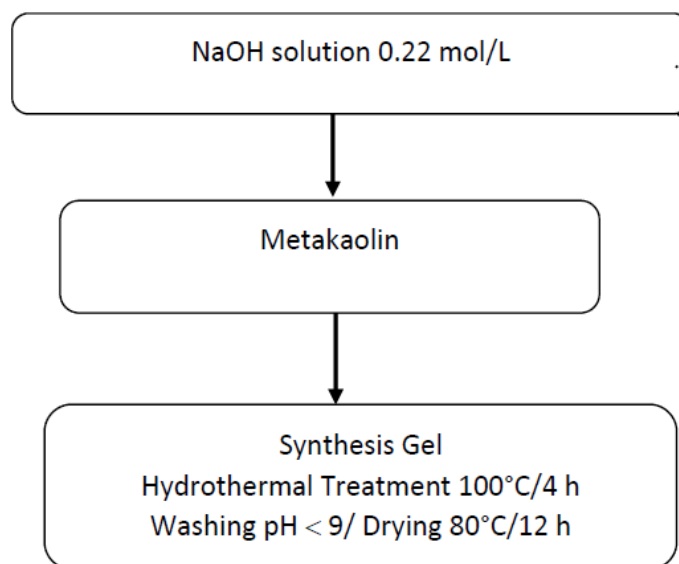 NaOH solution 0.22 mol/L
Metakaolin
Synthesis Gel
Hydrothermal Treatment 100°C/4 h
Washing pH < 9/ Drying 80°C/12 h